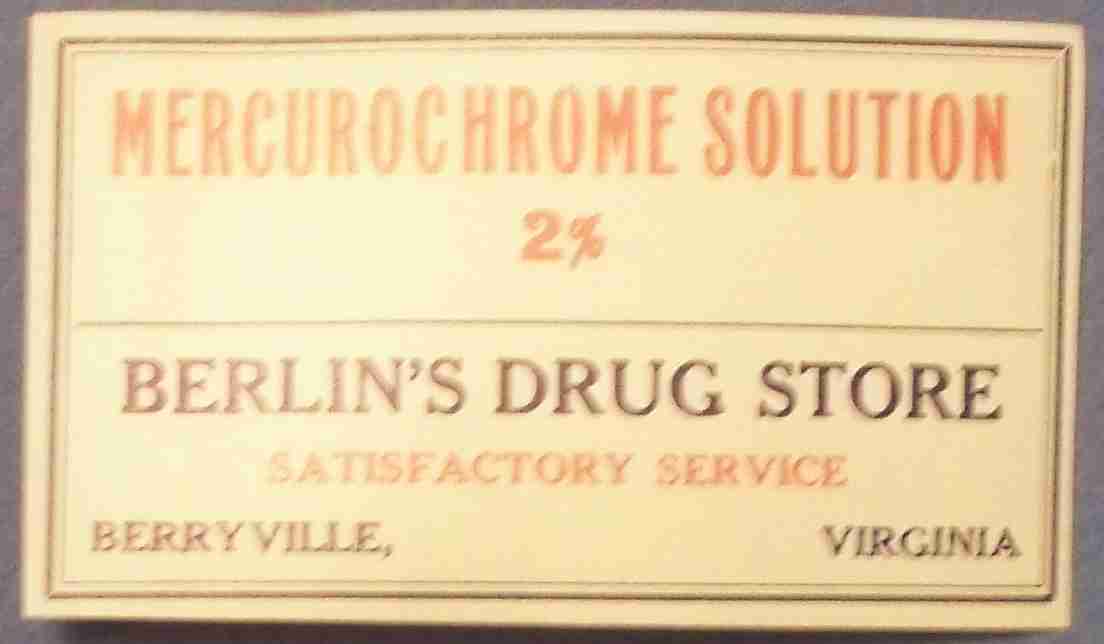 MERCUROCHROME SOLUTION
2%
BERLIN'S DRUG STORE
SATISFACTORY SERVICE
BERRYVILLE, VIRGINIA